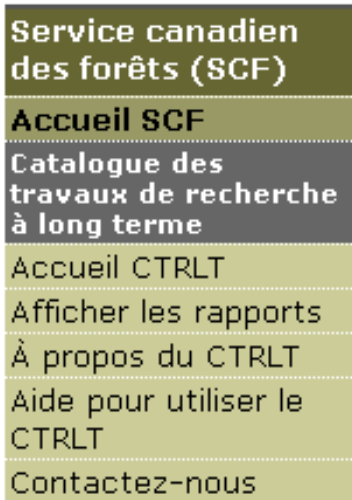 Service canadien
des forêts (SCF)
Accueil SCF
Catalogue des
travaux de recherche
à long terme
Accueil CTRLT
Afficher les rapports
À propos du CTRLT
Aide pour utiliser le
CTRLT
Contactez-nous